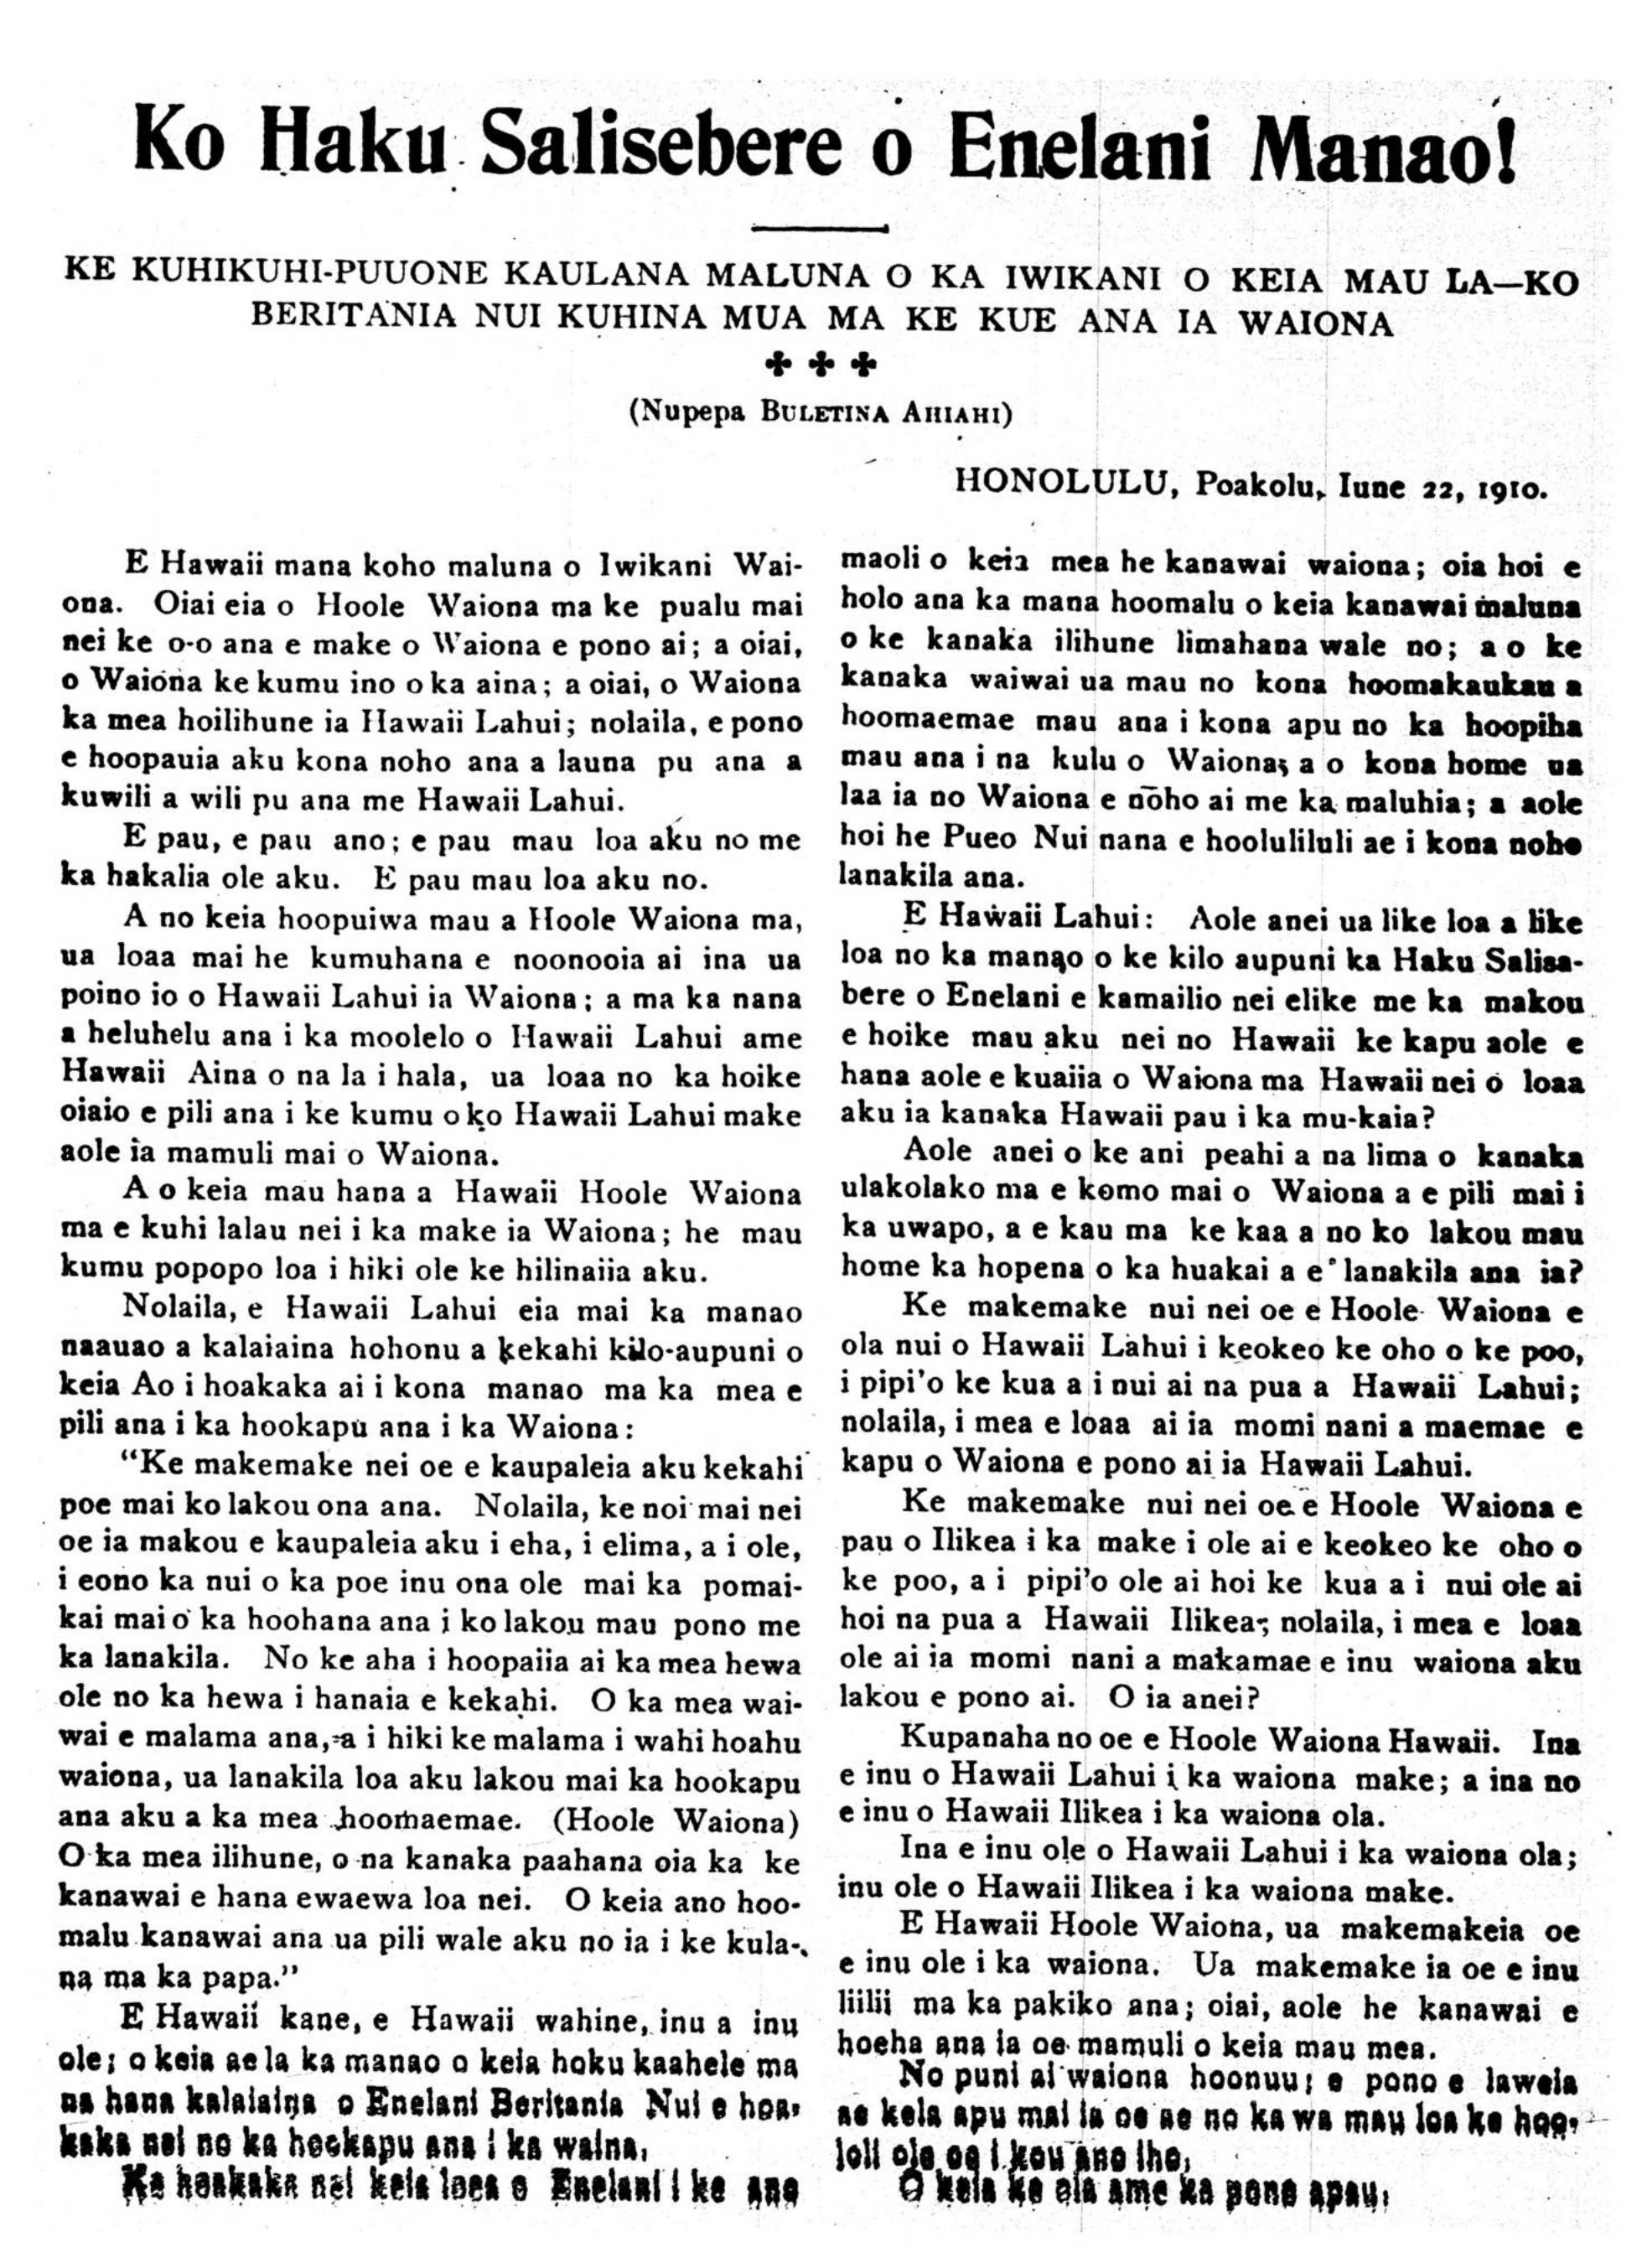 Ko Haku Salisebere o Enelani Manao!
KE KUHIKUHI-PUUONE KAULANA MALUNA O KA IWIKANI O KEIA MAU LA—KO
BERITANIA NUI KUHINA MUA MA KE KUE ANA IA WAIONA
(Nupepa BULETINA AHIAHI)
HONOLULU, Poakolu, Iune 22, 1910.
E Hawaii mana koho maluna o Iwikani Wai-
ona. Oiai eia o Hoole Waiona ma ke pualu mai
nei ke o-o ana e make o Waiona e pono ai; a oiai,
o Waiona ke kumu ino o ka aina; a oiai, o Waiona
ka mea hoilihune ia Hawaii Lahui; nolaila, e pono
e hoopauia aku kona noho ana a launa pu ana a
kuwili a wili pu ana me Hawaii Lahui.
E pau, e pau ano; e pau mau loa aku no me
ka hakalia ole aku. E pau mau loa aku no.
A no keia hoopuiwa mau a Hoole Waiona ma,
ua loaa mai he kumuhana e noonooia ai ina ua
poino io o Hawaii Lahui ia Waiona; a ma ka nana
a heluhelu ana i ka moolelo o Hawaii Lahui ame
Hawaii Aina o na la i hala, ua loaa no ka hoike
oiaio e pili ana i ke kumu o ko Hawaii Lahui make
aole ia mamuli mai o Waiona.
A o keia mau hana a Hawaii Hoole Waiona
ma e kuhi lalau nei i ka make ia Waiona; he mau
kumu popopo loa i hiki ole ke hilinaiia aku.
Nolaila, e Hawaii Lahui eia mai ka manao
naauao a kalaiaina hohonu a kekahi kilo-aupuni o
keia Ao i hoakaka ai i kona manao ma ka mea e
pili ana i ka hookapu ana i ka Waiona:
"Ke makemake nei oe e kaupaleia aku kekahi
poe mai ko lakou ona ana. Nolaila, ke noi mai nei
oe ia makou e kaupaleia aku i eha, i elima, a i ole,
i eono ka nui o ka poe inu ona ole mai ka pomai-
kai mai o ka hoohana ana i ko lakou mau pono me
ka lanakila. No ke aha i hoopaiia ai ka mea hewa
ole no ka hewa i hanaia e kekahi. O ka mea wai-
wai e malama ana, a i hiki ke malama i wahi hoahu
waiona, ua lanakila loa aku lakou mai ka hookapu
ana aku a ka mea hoomaemae. (Hoole Waiona)
O ka mea ilihune, o na kanaka paahana oia ka ke
kanawai e hana ewaewa loa nei. O keia ano hoo-
malu kanawai ana ua pili wale aku no ia i ke kula-
na ma ka papa."
E Hawaii kane, e Hawaii wahine, inu a inu
ole; o keia ae la ka manao o keia hoku kaahele ma
na hana kalaiaina o Enelani Beritania Nui e hoa-
kaka nei no ka hookapu ana i ka waina.
Ke hoakaka nei keia loea o Enelani i ke ano
maoli o keia mea he kanawai waiona; oia hoi e
holo ana ka mana hoomalu o keia kanawai maluna
o ke kanaka ilihune limahana wale no; a o ke
kanaka waiwai ua mau no kona hoomakaukau a
hoomaemae mau ana i kona apu no ka hoopiha
mau ana i na kulu o Waiona; a o kona home ua
laa ia no Waiona e noho ai me ka maluhia; a aole
hoi he Pueo Nui nana e hooluliluli ae i kona noho
lanakila ana.
E Hawaii Lahui: Aole anei ua like loa a like
loa no ka manao o ke kilo aupuni ka Haku Salisa-
bere o Enelani e kamailio nei elike me ka makou
e hoike mau aku nei no Hawaii ke kapu aole e
hana aole e kuaiia o Waiona ma Hawaii nei o loaa
aku ia kanaka Hawaii pau i ka mu-kaia?
Aole anei o ke ani peahi a na lima o kanaka
ulakolako ma e komo mai o Waiona a e pili mai i
ka uwapo, a e kau ma ke kaa a no ko lakou mau
home ka hopena o ka huakai a e lanakila ana ia?
Ke makemake nui nei oe e Hoole Waiona e
ola nui o Hawaii Lahui i keokeo ke oho o ke poo,
i pipi'o ke kua a i nui ai na pua a Hawaii Lahui;
nolaila, i mea e loaa ai ia momi nani a maemae e
kapu o Waiona e pono ai ia Hawaii Lahui.
Ke makemake nui nei oe e Hoole Waiona e
pau o Ilikea i ka make i ole ai e keokeo ke oho o
ke poo, a i pipi'o ole ai hoi ke kua a i nui ole ai
hoi na pua a Hawaii Ilikea; nolaila, i mea e loaa
ole ai ia momi nani a makamae e inu waiona aku
lakou e pono ai. O ia anei?
Kupanaha no oe e Hoole Waiona Hawaii. Ina
e inu o Hawaii Lahui i ka waiona make; a ina no
e inu o Hawaii Ilikea i ka waiona ola.
Ina e inu ole o Hawaii Lahui i ka waiona ola;
inu ole o Hawaii Ilikea i ka waiona make.
E Hawaii Hoole Waiona, ua makemakeia oe
e inu ole i ka waiona. Ua makemake ia oe e inu
liilii ma ka pakiko ana; oiai, aole he kanawai e
hoeha ana ia oe mamuli o keia mau mea.
No puni ai waiona hoonuu; e pono e laweia
ae kela apu mai ia oe ae no ka wa mau loa ke hoo-
loli ole oe i kou ano iho.
O keia ke ola ame ka pono apau.